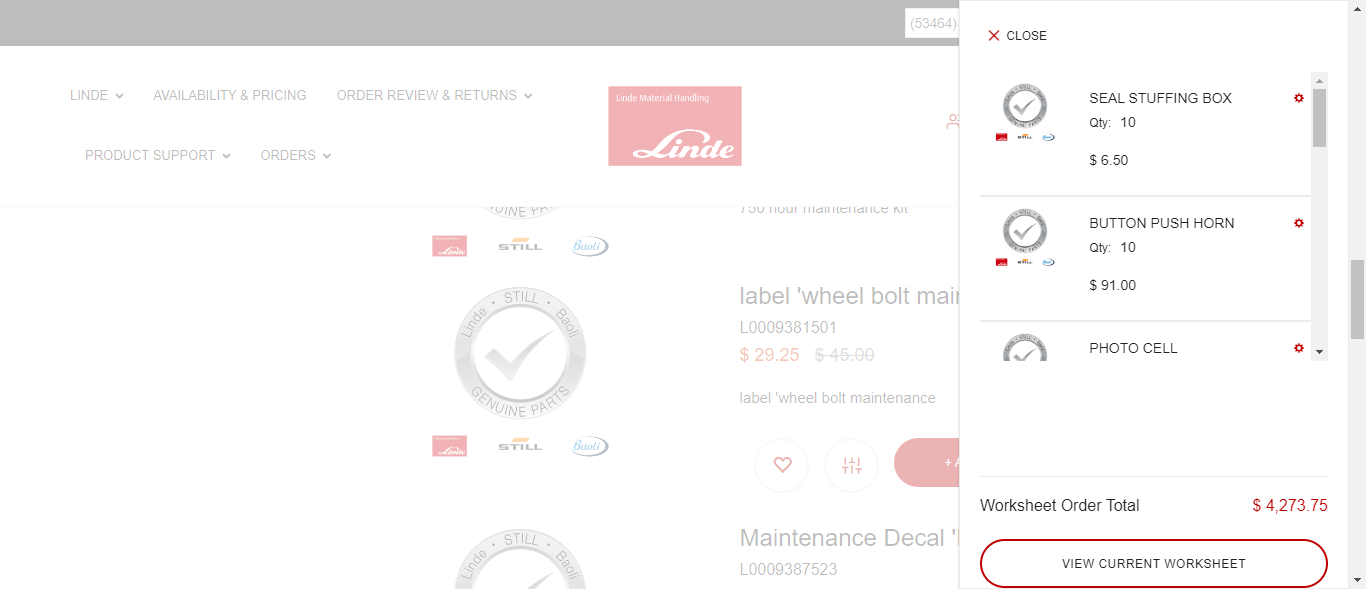 (53464)
LINDE
AVAILABILITY & PRICING
ORDER REVIEW & RETURNS
PRODUCT SUPPORT
ORDERS
Linde Material Handling
Linde
750 hour maintenance kit
Linde
STILL
Baoli
Linde • STILL • Baoli
GENUINE PARTS
label 'wheel bolt mai
L0009381501
$ 29.25 $ 45.00
label 'wheel bolt maintenance
Linde
STILL
Baoli
+ A
Linde • STILL • Baoli
Maintenance Decal '
L0009387523
CLOSE
SEAL STUFFING BOX
Qty: 10
$ 6.50
BUTTON PUSH HORN
Qty: 10
$ 91.00
PHOTO CELL
Worksheet Order Total $ 4,273.75
VIEW CURRENT WORKSHEET